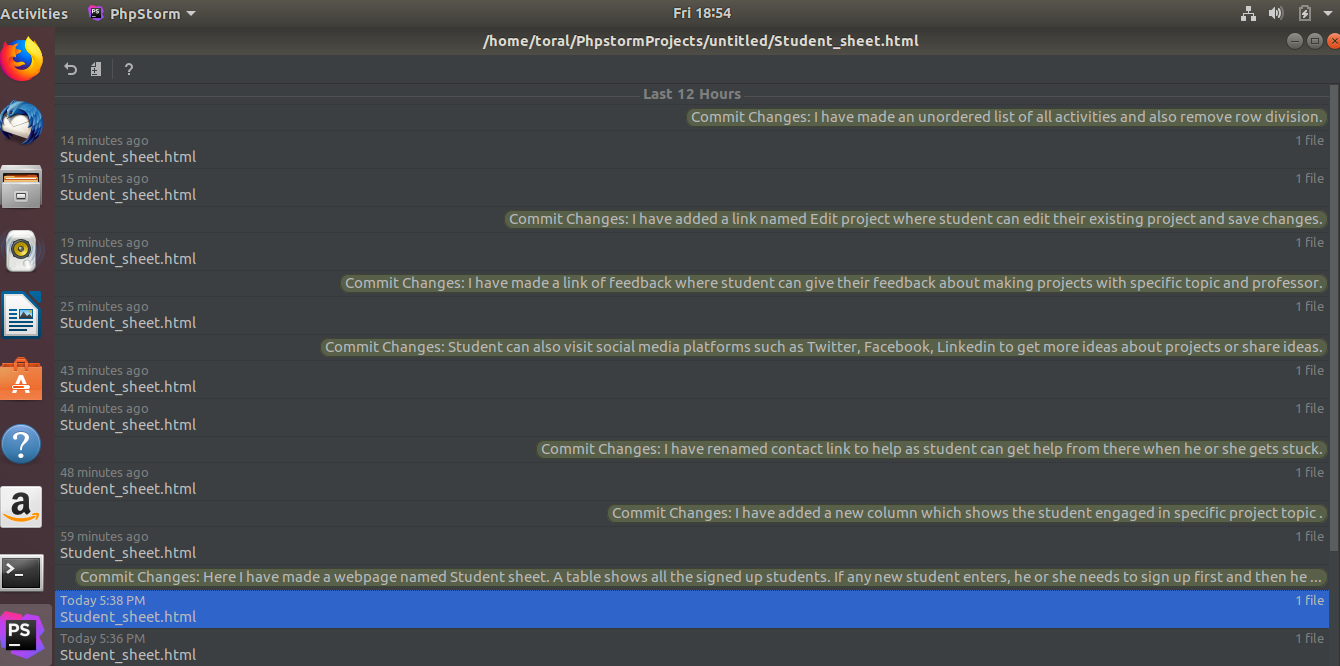 Activities PhpStorm Fri 18:54
/home/toral/PhpstormProjects/untitled/Student_sheet.html
?
Last 12 Hours
Commit Changes: I have made an unordered list of all activities and also remove row division.
14 minutes ago 1 file
Student_sheet.html
15 minutes ago 1 file
Student_sheet.html
Commit Changes: I have added a link named Edit project where student can edit their existing project and save changes.
19 minutes ago 1 file
Student_sheet.html
Commit Changes: I have made a link of feedback where student can give their feedback about making projects with specific topic and professor.
25 minutes ago 1 file
Student_sheet.html
Commit Changes: Student can also visit social media platforms such as Twitter, Facebook, Linkedin to get more ideas about projects or share ideas.
43 minutes ago 1 file
Student_sheet.html
44 minutes ago 1 file
Student_sheet.html
Commit Changes: I have renamed contact link to help as student can get help from there when he or she gets stuck.
48 minutes ago 1 file
Student_sheet.html
Commit Changes: I have added a new column which shows the student engaged in specific project topic .
59 minutes ago 1 file
Student_sheet.html
Commit Changes: Here I have made a webpage named Student sheet. A table shows all the signed up students. If any new student enters, he or she needs to sign up first and then he ...
Today 5:38 PM 1 file
Student_sheet.html
Today 5:36 PM 1 file
Student_sheet.html
A
?
a
>_
PS